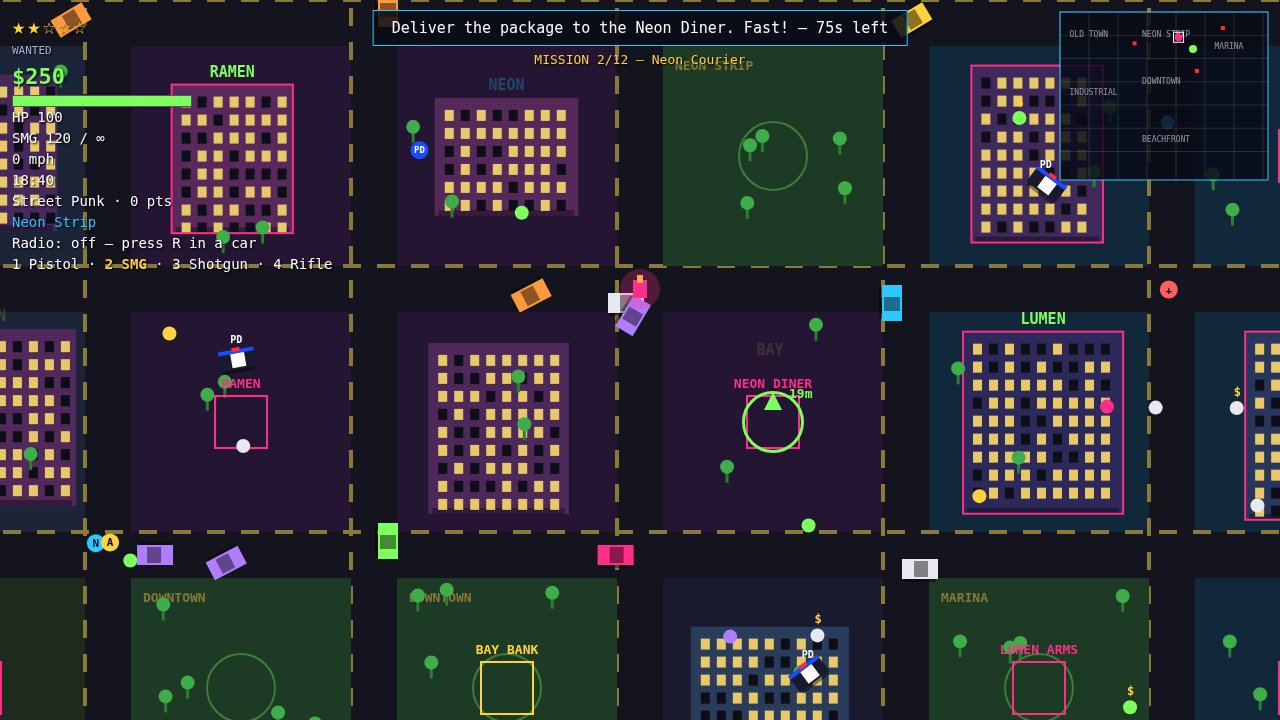 ★★☆☆☆
WANTED
$250
HP 100
SMG 120 / ∞
0 mph
18:40
Street Punk · 0 pts
Neon Strip
Radio: off — press R in a car
1 Pistol · 2 SMG · 3 Shotgun · 4 Rifle
Deliver the package to the Neon Diner. Fast! — 75s left
MISSION 2/12 — Neon Courier
OLD TOWN
NEON STRIP
MARINA
DOWNTOWN
INDUSTRIAL
BEACHFRONT
RAMEN
NEON
NEON STRIP
PD
PD
+
N
PD
RAMEN
BAY
NEON DINER
19m
LUMEN
$
N
A
DOWNTOWN
DOWNTOWN
BAY BANK
$
PD
MARINA
LUMEN ARMS
$